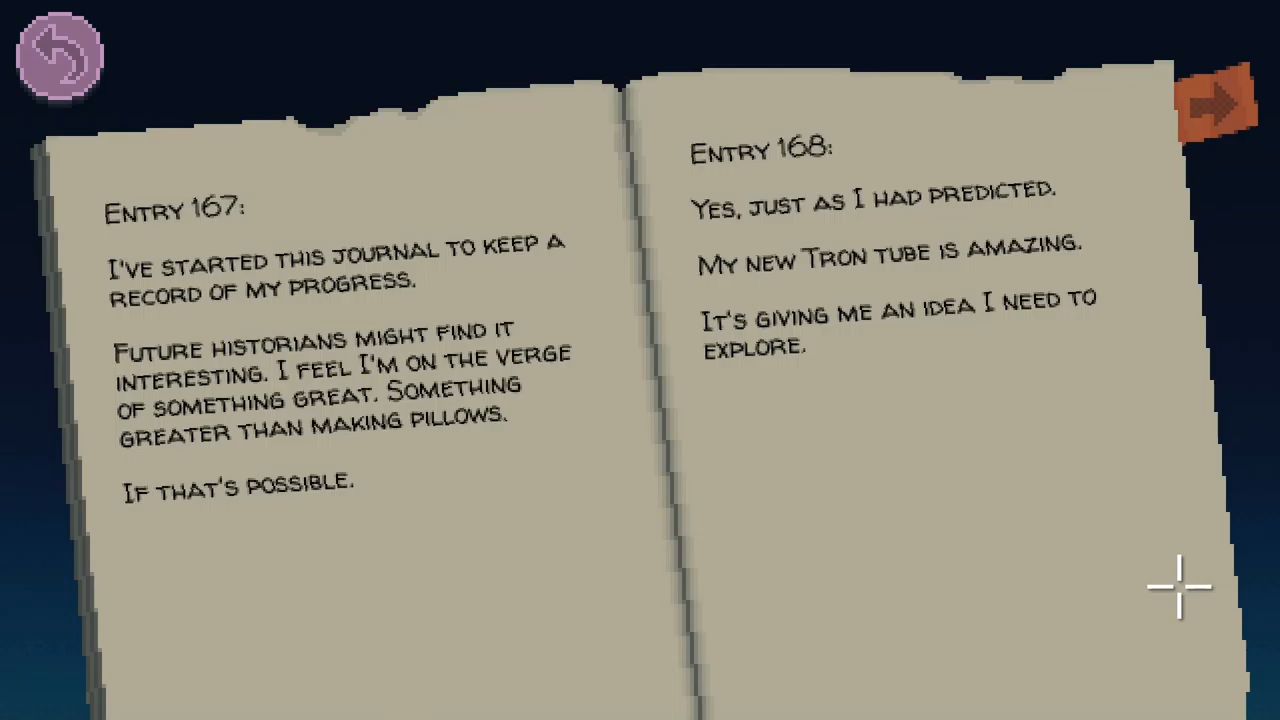 Entry 167:
I've started this journal to keep a
record of my progress.
Future historians might find it
interesting. I feel I'm on the verge
of something great. Something
greater than making pillows.
If that's possible.
Entry 168:
Yes, just as I had predicted.
My new Tron tube is amazing.
It's giving me an idea I need to
explore.